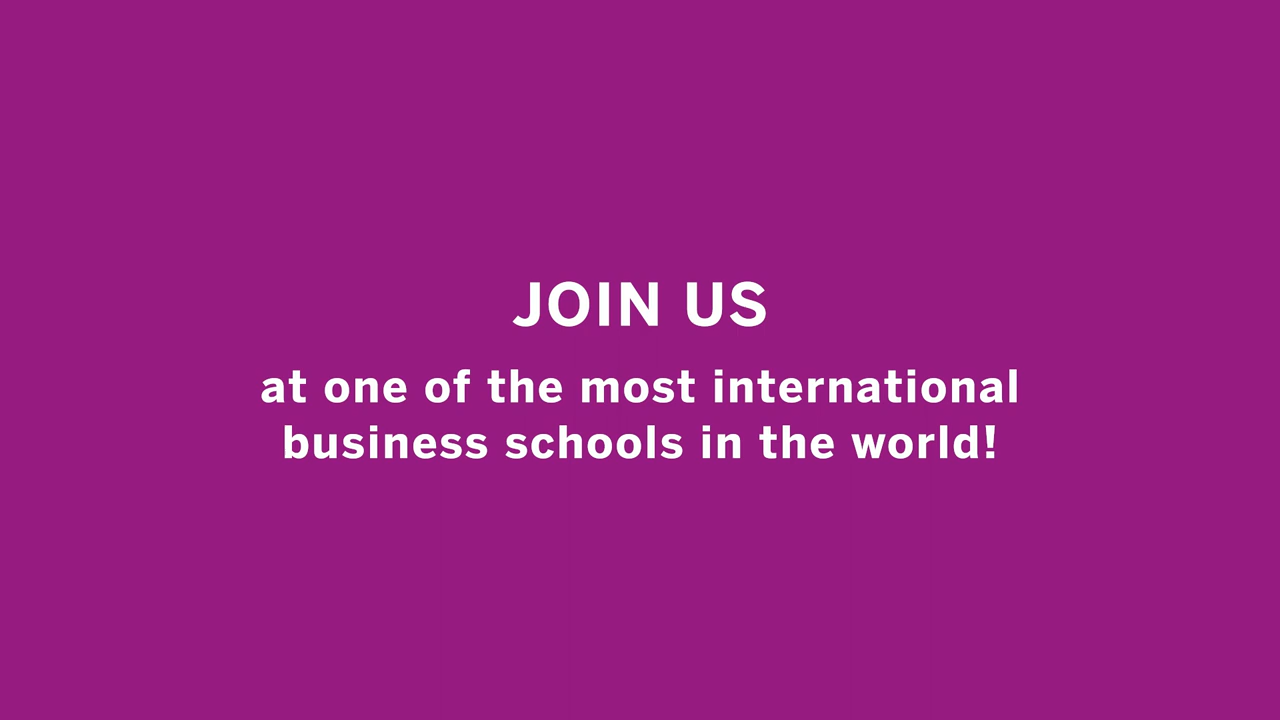 JOIN US
at one of the most international
business schools in the world!